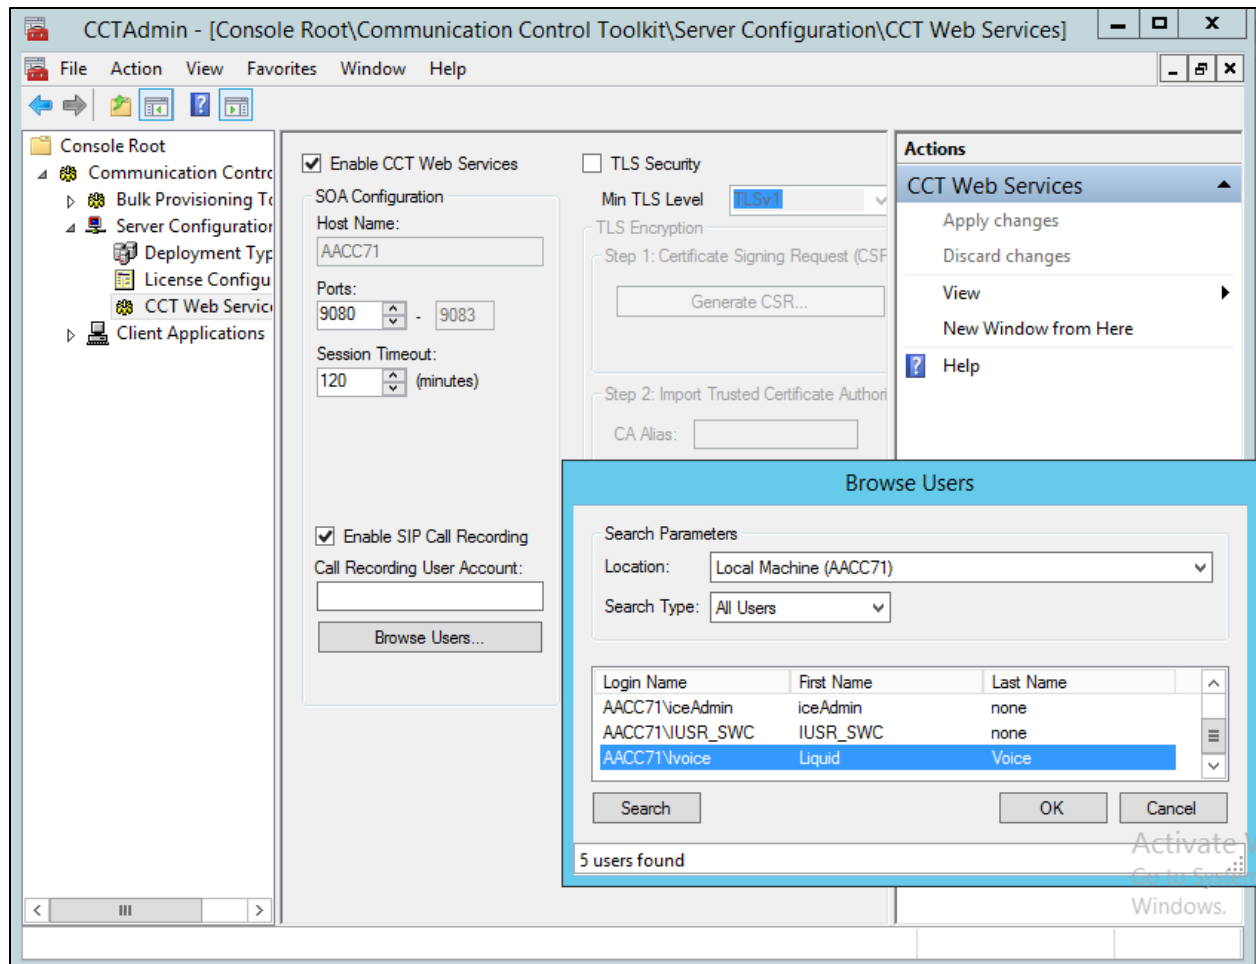 CCTAdmin - [Console Root\Communication Control Toolkit\Server Configuration\CCT Web Services]
File Action View Favorites Window Help
Console Root
Communication Contro
Bulk Provisioning To
Server Configuration
Deployment Typ
License Configu
CCT Web Service
Client Applications
Enable CCT Web Services
SOA Configuration
Host Name:
AACC71
Ports:
9080 - 9083
Session Timeout:
120 (minutes)
Enable SIP Call Recording
Call Recording User Account:
Browse Users...
TLS Security
Min TLS Level TLSv1
TLS Encryption
Step 1: Certificate Signing Request (CSR
Generate CSR...
Step 2: Import Trusted Certificate Authori
CA Alias:
Actions
CCT Web Services
Apply changes
Discard changes
View
New Window from Here
Help
Browse Users
Search Parameters
Location: Local Machine (AACC71)
Search Type: All Users
Login Name First Name Last Name
AACC71\iceAdmin iceAdmin none
AACC71\IUSR_SWC IUSR_SWC none
AACC71\lvoice Liquid Voice
Search OK Cancel
5 users found
Activate
Go to System
Windows.